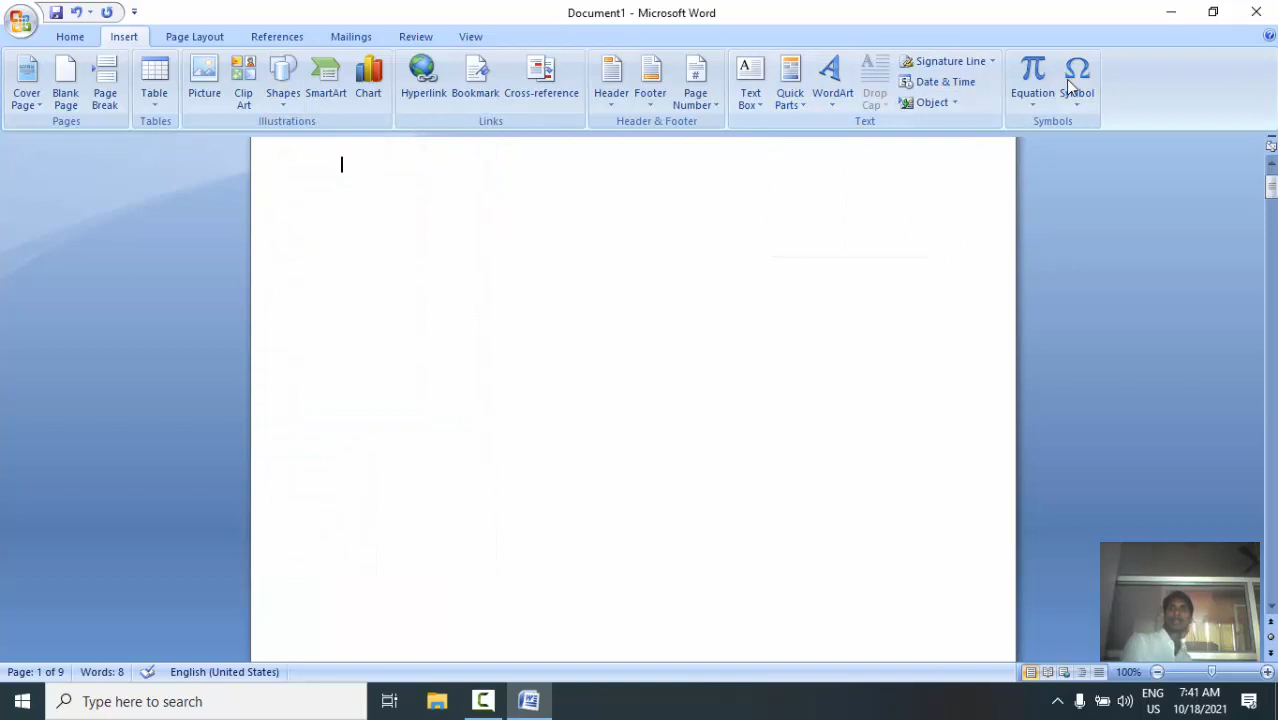 Document1 - Microsoft Word
Home Insert Page Layout References Mailings Review View
Cover Page Blank Page Page Break Table Picture Clip Art Shapes SmartArt Chart Hyperlink Bookmark Cross-reference Header Footer Page Number Text Box Quick Parts WordArt Drop Cap Signature Line Date & Time Object Equation Symbol
Pages Tables Illustrations Links Header & Footer Text Symbols
Page: 1 of 9 Words: 8 English (United States) 100%
Type here to search ENG US 7:41 AM 10/18/2021